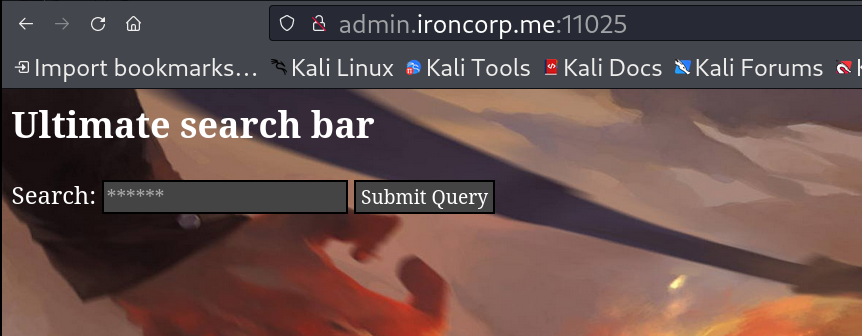 admin.ironcorp.me:11025
Import bookmarks... Kali Linux Kali Tools Kali Docs Kali Forums
Ultimate search bar
Search: ****** Submit Query